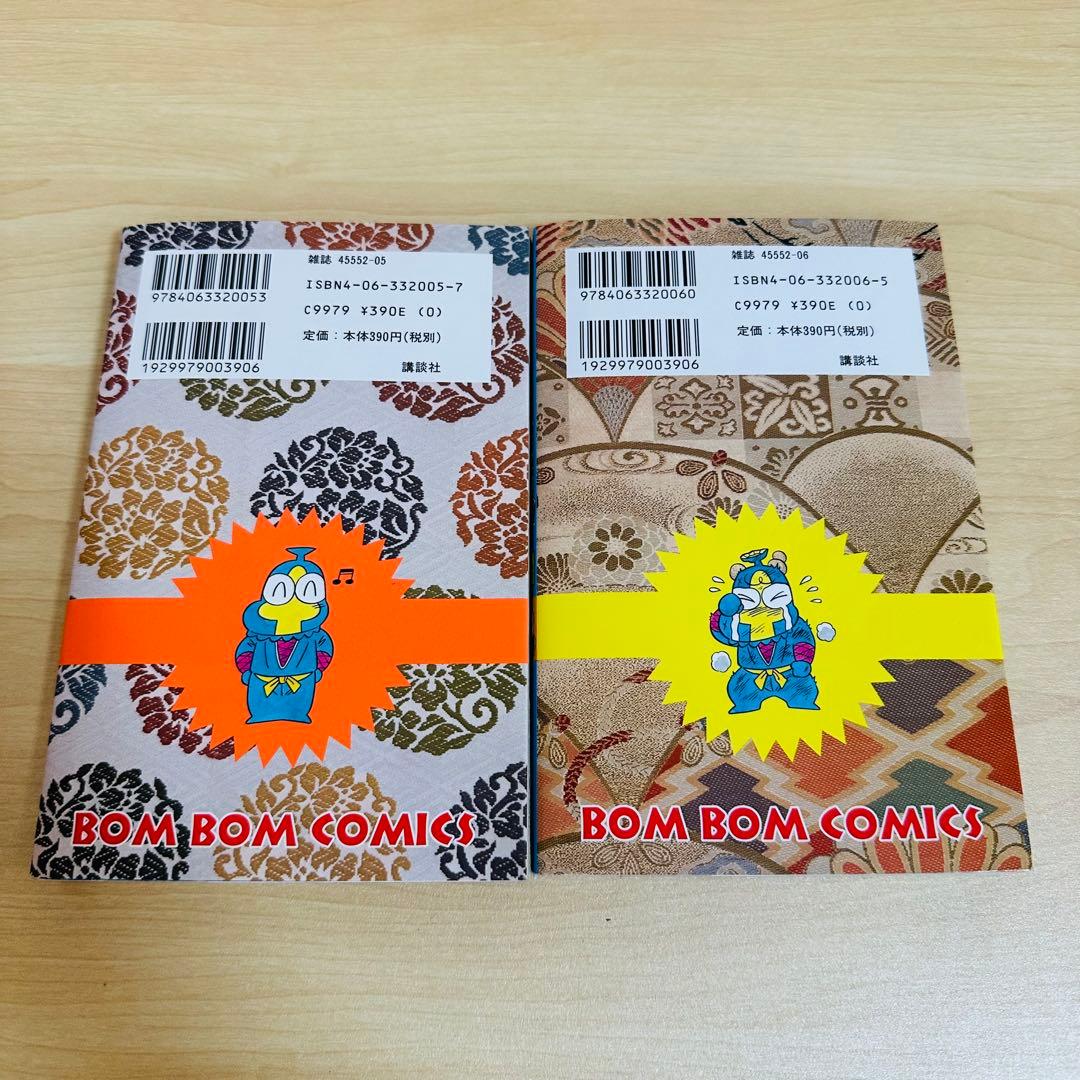 雑誌 45552-05
9784063320053
ISBN4-06-332005-7
C9979 ¥390E (0)
定価：本体390円(税別)
1929979003906
講談社
BOM BOM COMICS
雑誌 45552-06
9784063320060
ISBN4-06-332006-5
C9979 ¥390E (0)
定価：本体390円(税別)
1929979003906
講談社
BOM BOM COMICS